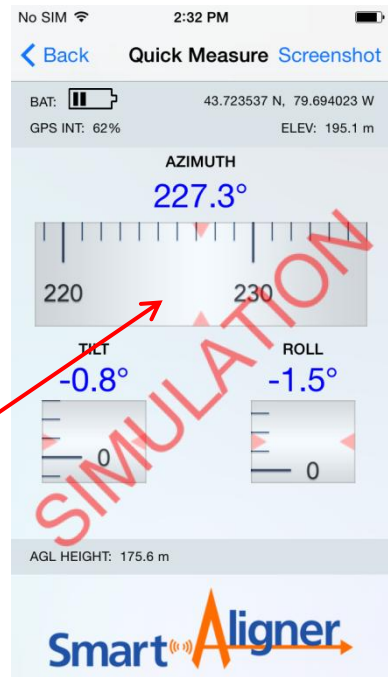 No SIM 2:32 PM
Back Quick Measure Screenshot
BAT: 43.723537 N, 79.694023 W
GPS INT: 62% ELEV: 195.1 m
AZIMUTH
227.3°
220 230
TILT ROLL
-0.8° -1.5°
0 0
SIMULATION
AGL HEIGHT: 175.6 m
Smart Aligner